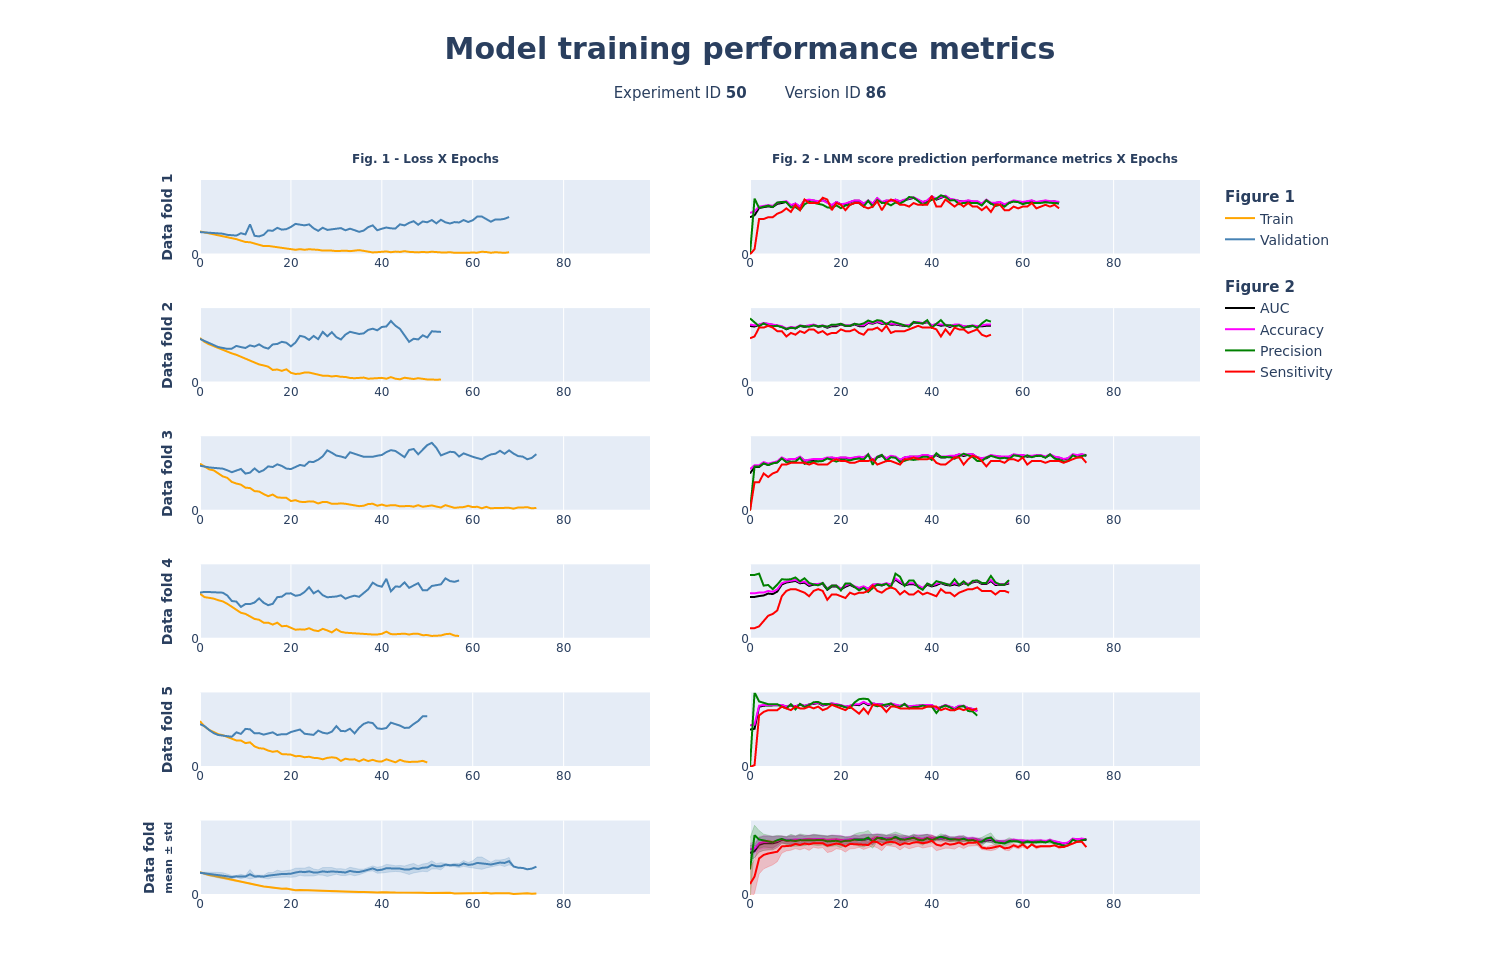 Model training performance metrics
Experiment ID 50 Version ID 86
Fig. 1 - Loss X Epochs
Fig. 2 - LNM score prediction performance metrics X Epochs
Data fold 1
0
0 20 40 60 80
0
0 20 40 60 80
Figure 1
Train
Validation
Figure 2
AUC
Accuracy
Precision
Sensitivity
Data fold 2
0
0 20 40 60 80
0
0 20 40 60 80
Data fold 3
0
0 20 40 60 80
0
0 20 40 60 80
Data fold 4
0
0 20 40 60 80
0
0 20 40 60 80
Data fold 5
0
0 20 40 60 80
0
0 20 40 60 80
Data fold
mean ± std
0
0 20 40 60 80
0
0 20 40 60 80